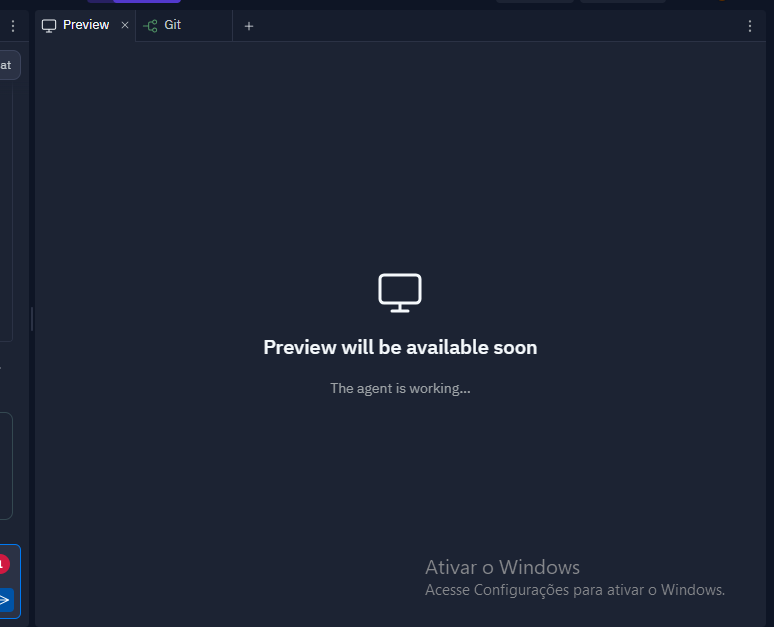 Preview
Git
at
Preview will be available soon
The agent is working...
Ativar o Windows
Acesse Configurações para ativar o Windows.